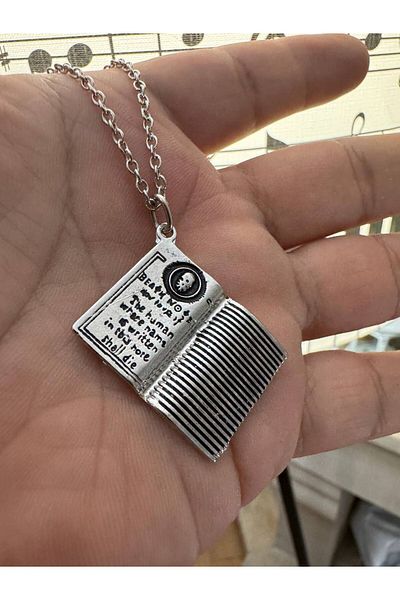 DEATH NOTE
The human
whose name
is written
in this note
shall die